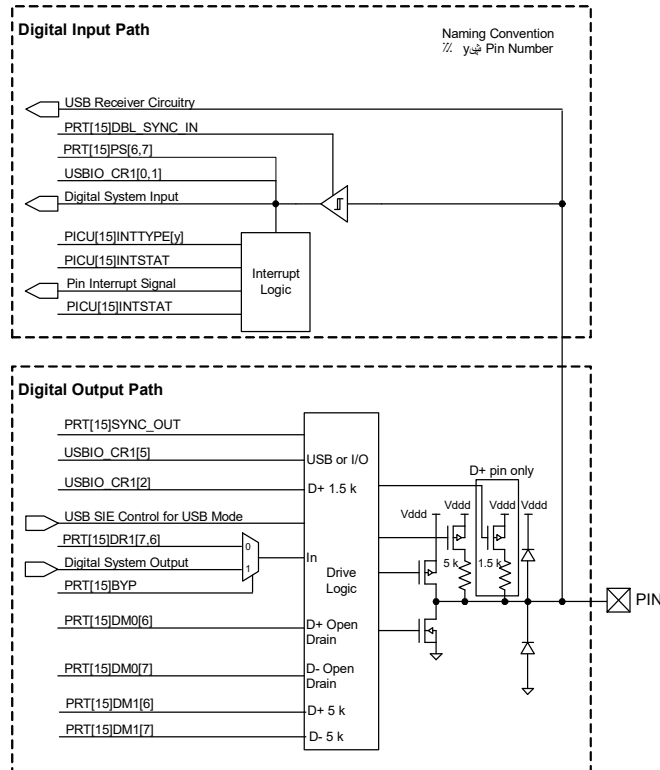 Digital Input Path
Naming Convention
y Pin Number
USB Receiver Circuitry
PRT[15]DBL_SYNC_IN
PRT[15]PS[6,7]
USBIO_CR1[0,1]
Digital System Input
PICU[15]INTTYPE[y]
PICU[15]INTSTAT
Pin Interrupt Signal
PICU[15]INTSTAT
Interrupt
Logic
Digital Output Path
PRT[15]SYNC_OUT
USBIO_CR1[5]
USB or I/O
USBIO_CR1[2]
D+ 1.5 k
D+ pin only
USB SIE Control for USB Mode
Vddd
Vddd
Vddd
Vddd
PRT[15]DR1[7,6]
0
In
Digital System Output
1
PRT[15]BYP
Drive
Logic
5 k
1.5 k
PIN
PRT[15]DM0[6]
D+ Open
Drain
PRT[15]DM0[7]
D- Open
Drain
PRT[15]DM1[6]
D+ 5 k
PRT[15]DM1[7]
D- 5 k